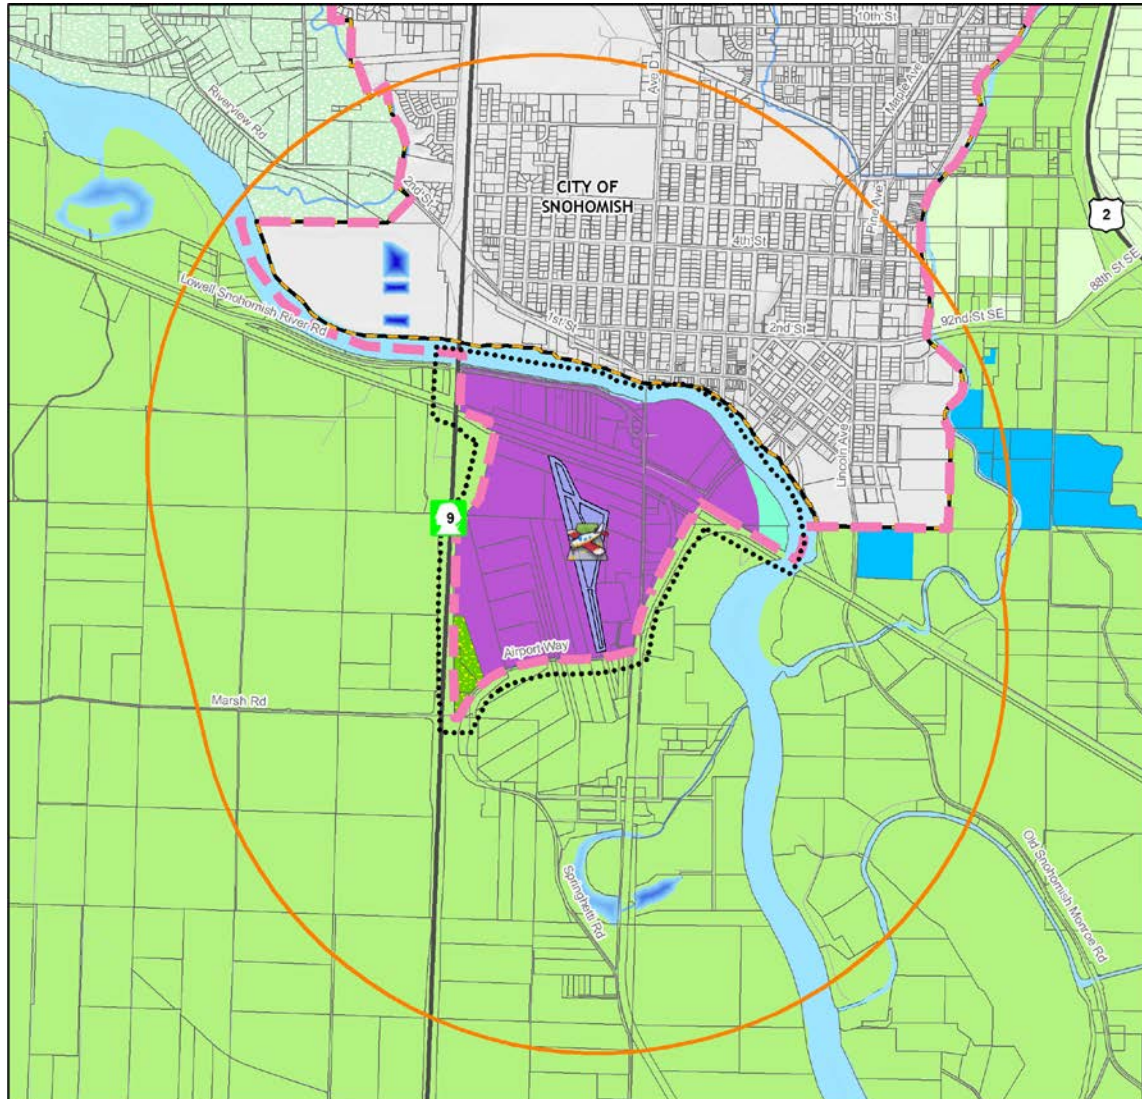 10th St
Ave D
Maple Ave
Riverview Rd
2nd St
CITY OF
SNOHOMISH
Pine Ave
2
4th St
88th St SE
Lowell Snohomish River Rd
1st St
2nd St
92nd St SE
Lincoln Ave
9
Airport Way
Marsh Rd
Springhetti Rd
Old Snohomish Monroe Rd